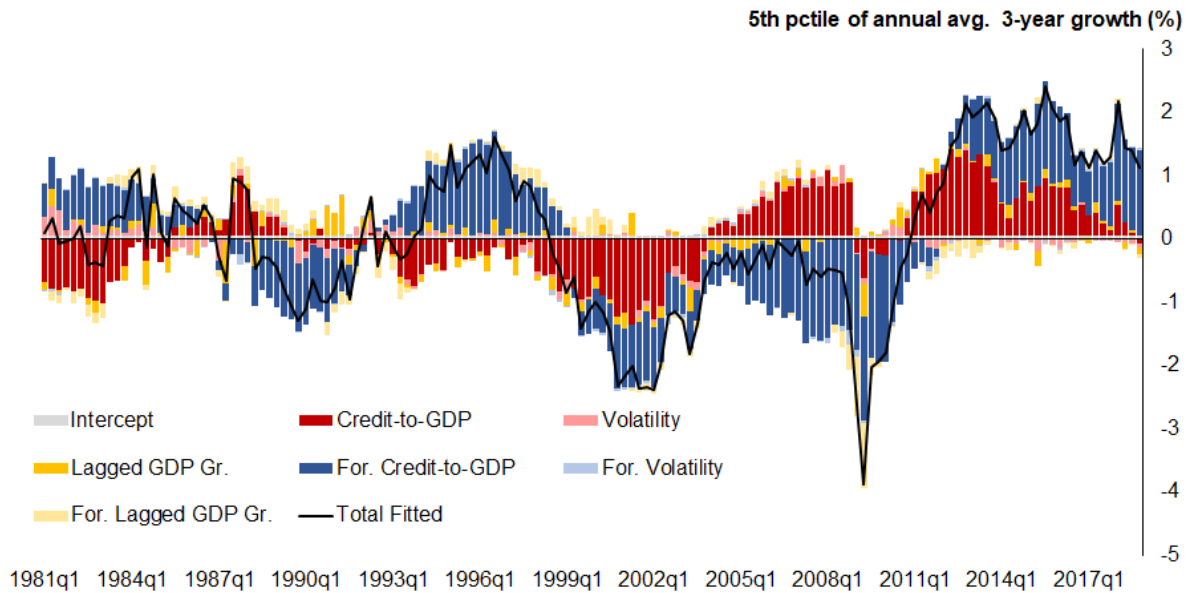 5th pctile of annual avg. 3-year growth (%)
3
2
1
0
-1
-2
-3
-4
-5
Intercept
Credit-to-GDP
Volatility
Lagged GDP Gr.
For. Credit-to-GDP
For. Volatility
For. Lagged GDP Gr.
Total Fitted
1981q1 1984q1 1987q1 1990q1 1993q1 1996q1 1999q1 2002q1 2005q1 2008q1 2011q1 2014q1 2017q1